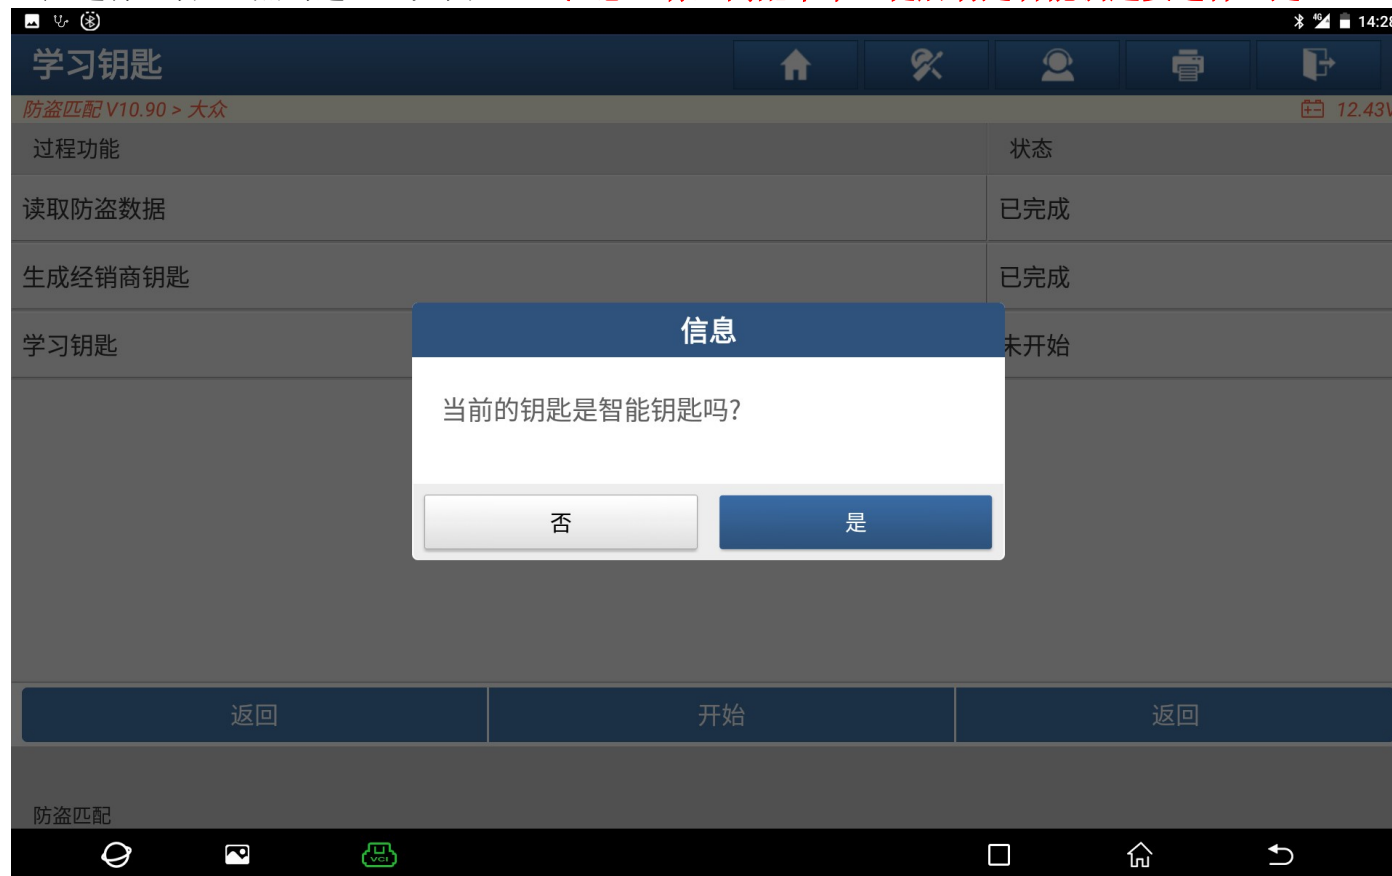 14:28
学习钥匙
防盗匹配 V10.90 > 大众
12.43V
过程功能
状态
读取防盗数据
已完成
生成经销商钥匙
已完成
学习钥匙
未开始
信息
当前的钥匙是智能钥匙吗?
否
是
返回
开始
返回
防盗匹配
VCI